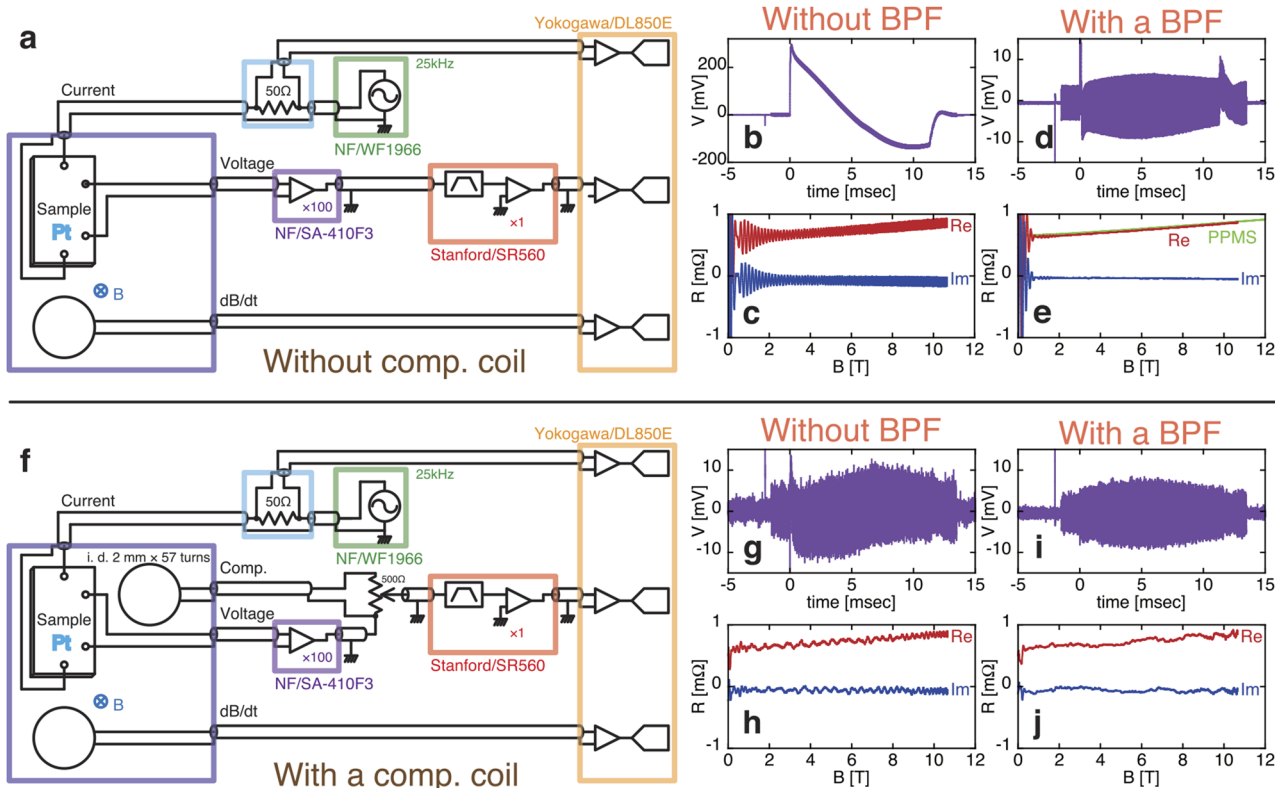 a
Yokogawa/DL850E
Current
50Ω
25kHz
NF/WF1966
Voltage
×100
NF/SA-410F3
×1
Stanford/SR560
Sample
Pt
B
dB/dt
Without comp. coil
Without BPF
With a BPF
200
0
-200
V [mV]
b
-5 0 5 10 15
time [msec]
10
0
-10
V [mV]
d
-5 0 5 10 15
time [msec]
1
0
-1
R [mΩ]
Re
Im
c
0 2 4 6 8 10 12
B [T]
1
0
-1
R [mΩ]
Re
PPMS
Im
e
0 2 4 6 8 10 12
B [T]
f
Yokogawa/DL850E
Current
50Ω
25kHz
NF/WF1966
i. d. 2 mm × 57 turns
Comp.
500Ω
Voltage
×100
NF/SA-410F3
×1
Stanford/SR560
Sample
Pt
B
dB/dt
With a comp. coil
Without BPF
With a BPF
10
0
-10
V [mV]
g
-5 0 5 10 15
time [msec]
10
0
-10
V [mV]
i
-5 0 5 10 15
time [msec]
1
0
-1
R [mΩ]
Re
Im
h
0 2 4 6 8 10 12
B [T]
1
0
-1
R [mΩ]
Re
Im
j
0 2 4 6 8 10 12
B [T]